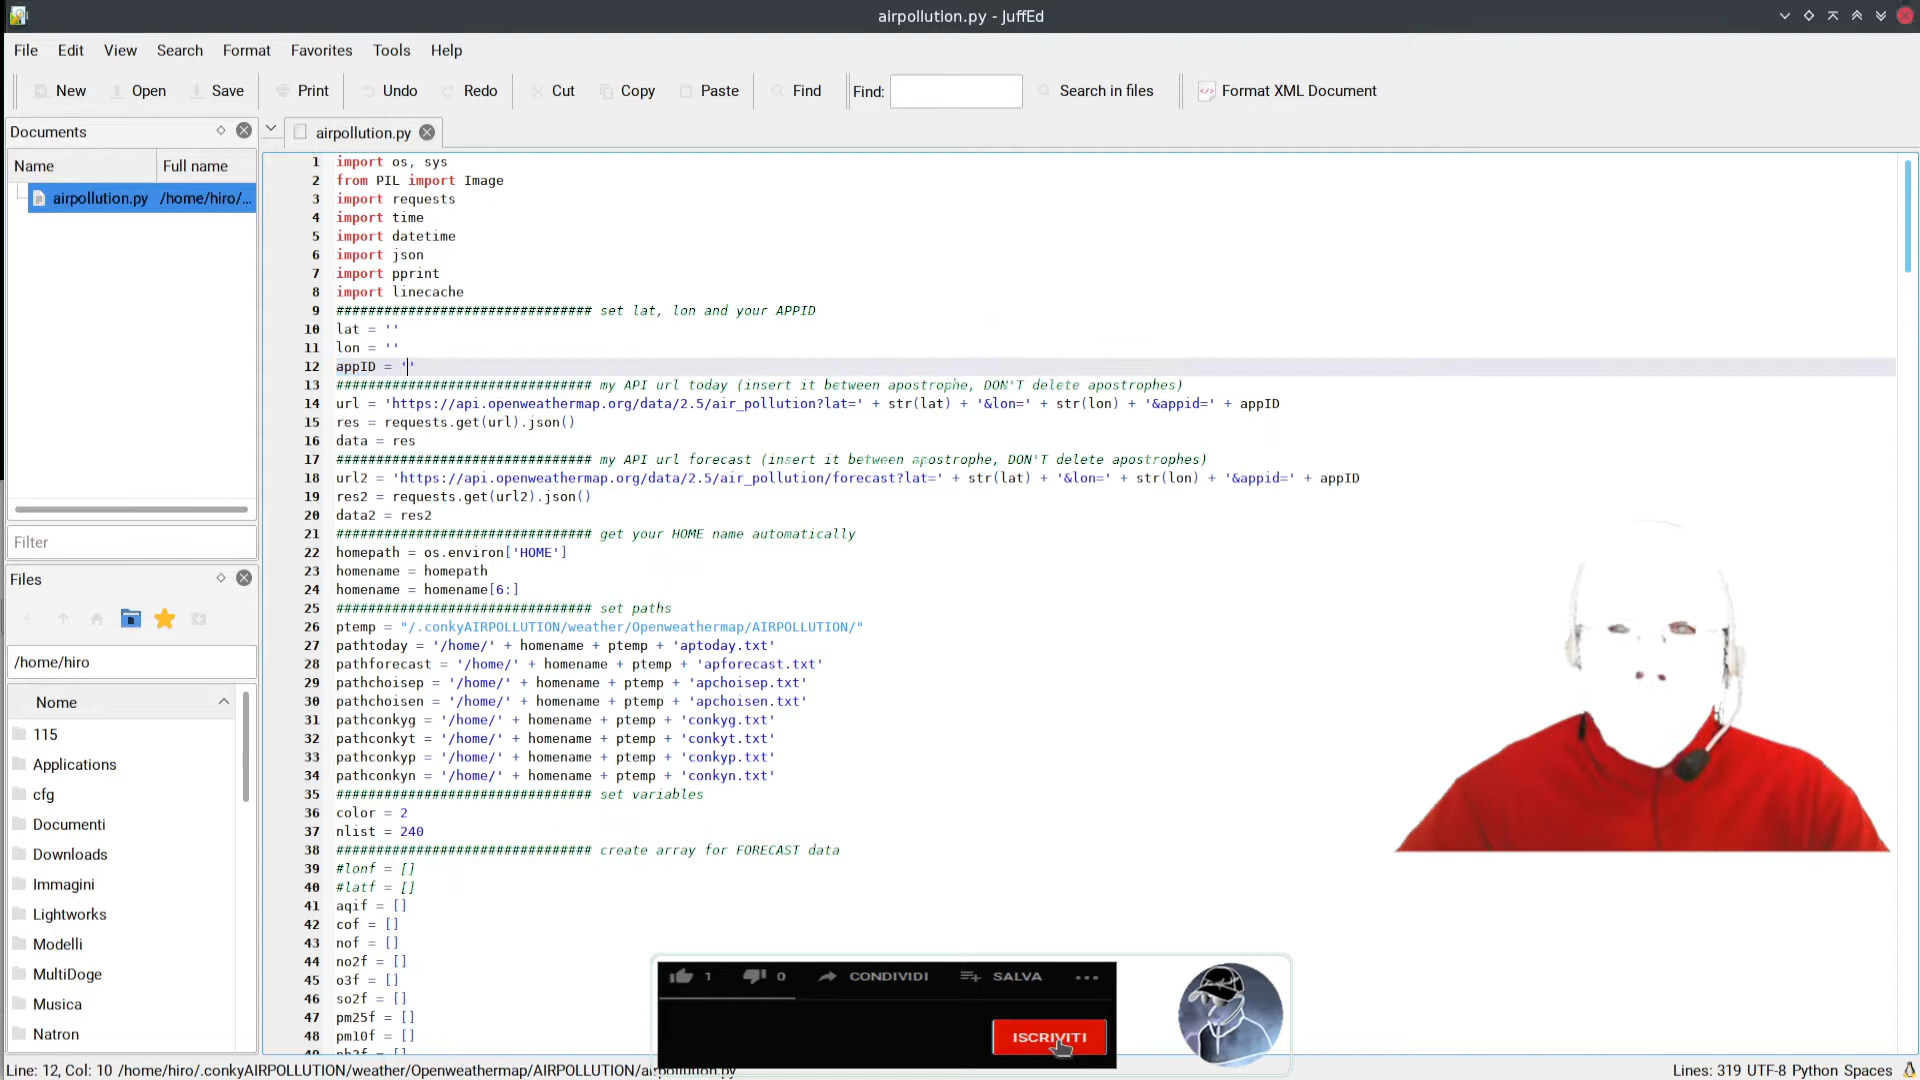 airpollution.py - JuffEd
File Edit View Search Format Favorites Tools Help
New Open Save Print Undo Redo Cut Copy Paste Find Find: Search in files Format XML Document
Documents
airpollution.py
Name Full name
airpollution.py /home/hiro/...
Filter
Files
/home/hiro
Nome
115
Applications
cfg
Documenti
Downloads
Immagini
Lightworks
Modelli
MultiDoge
Musica
Natron
1 import os, sys
2 from PIL import Image
3 import requests
4 import time
5 import datetime
6 import json
7 import pprint
8 import linecache
9 ################################ set lat, lon and your APPID
10 lat = ''
11 lon = ''
12 appID = ''
13 ################################ my API url today (insert it between apostrophe, DON'T delete apostrophes)
14 url = 'https://api.openweathermap.org/data/2.5/air_pollution?lat=' + str(lat) + '&lon=' + str(lon) + '&appid=' + appID
15 res = requests.get(url).json()
16 data = res
17 ################################ my API url forecast (insert it between apostrophe, DON'T delete apostrophes)
18 url2 = 'https://api.openweathermap.org/data/2.5/air_pollution/forecast?lat=' + str(lat) + '&lon=' + str(lon) + '&appid=' + appID
19 res2 = requests.get(url2).json()
20 data2 = res2
21 ################################ get your HOME name automatically
22 homepath = os.environ['HOME']
23 homename = homepath
24 homename = homename[6:]
25 ################################ set paths
26 ptemp = "/.conkyAIRPOLLUTION/weather/Openweathermap/AIRPOLLUTION/"
27 pathtoday = '/home/' + homename + ptemp + 'aptoday.txt'
28 pathforecast = '/home/' + homename + ptemp + 'apforecast.txt'
29 pathchoisep = '/home/' + homename + ptemp + 'apchoisep.txt'
30 pathchoisen = '/home/' + homename + ptemp + 'apchoisen.txt'
31 pathconkyg = '/home/' + homename + ptemp + 'conkyg.txt'
32 pathconkyt = '/home/' + homename + ptemp + 'conkyt.txt'
33 pathconkyp = '/home/' + homename + ptemp + 'conkyp.txt'
34 pathconkyn = '/home/' + homename + ptemp + 'conkyn.txt'
35 ################################ set variables
36 color = 2
37 nlist = 240
38 ################################ create array for FORECAST data
39 #lonf = []
40 #latf = []
41 aqif = []
42 cof = []
43 nof = []
44 no2f = []
45 o3f = []
46 so2f = []
47 pm25f = []
48 pm10f = []
1 0 CONDIVIDI SALVA ...
ISCRIVITI
Line: 12, Col: 10 /home/hiro/.conkyAIRPOLLUTION/weather/Openweathermap/AIRPOLLUTION/airpollution.py Lines: 319 UTF-8 Python Spaces